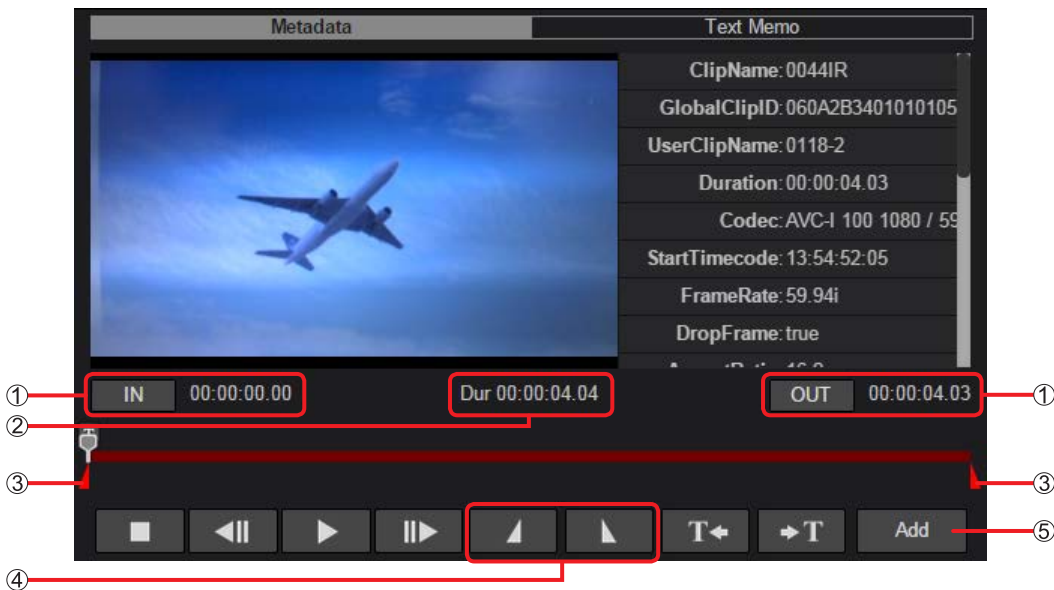 Metadata
Text Memo
ClipName: 0044IR
GlobalClipID: 060A2B3401010105
UserClipName: 0118-2
Duration: 00:00:04.03
Codec: AVC-I 100 1080 / 59
StartTimecode: 13:54:52:05
FrameRate: 59.94i
DropFrame: true
① IN 00:00:00.00
Dur 00:00:04.04
OUT 00:00:04.03 ①
②
③
③
T
T
Add ⑤
④